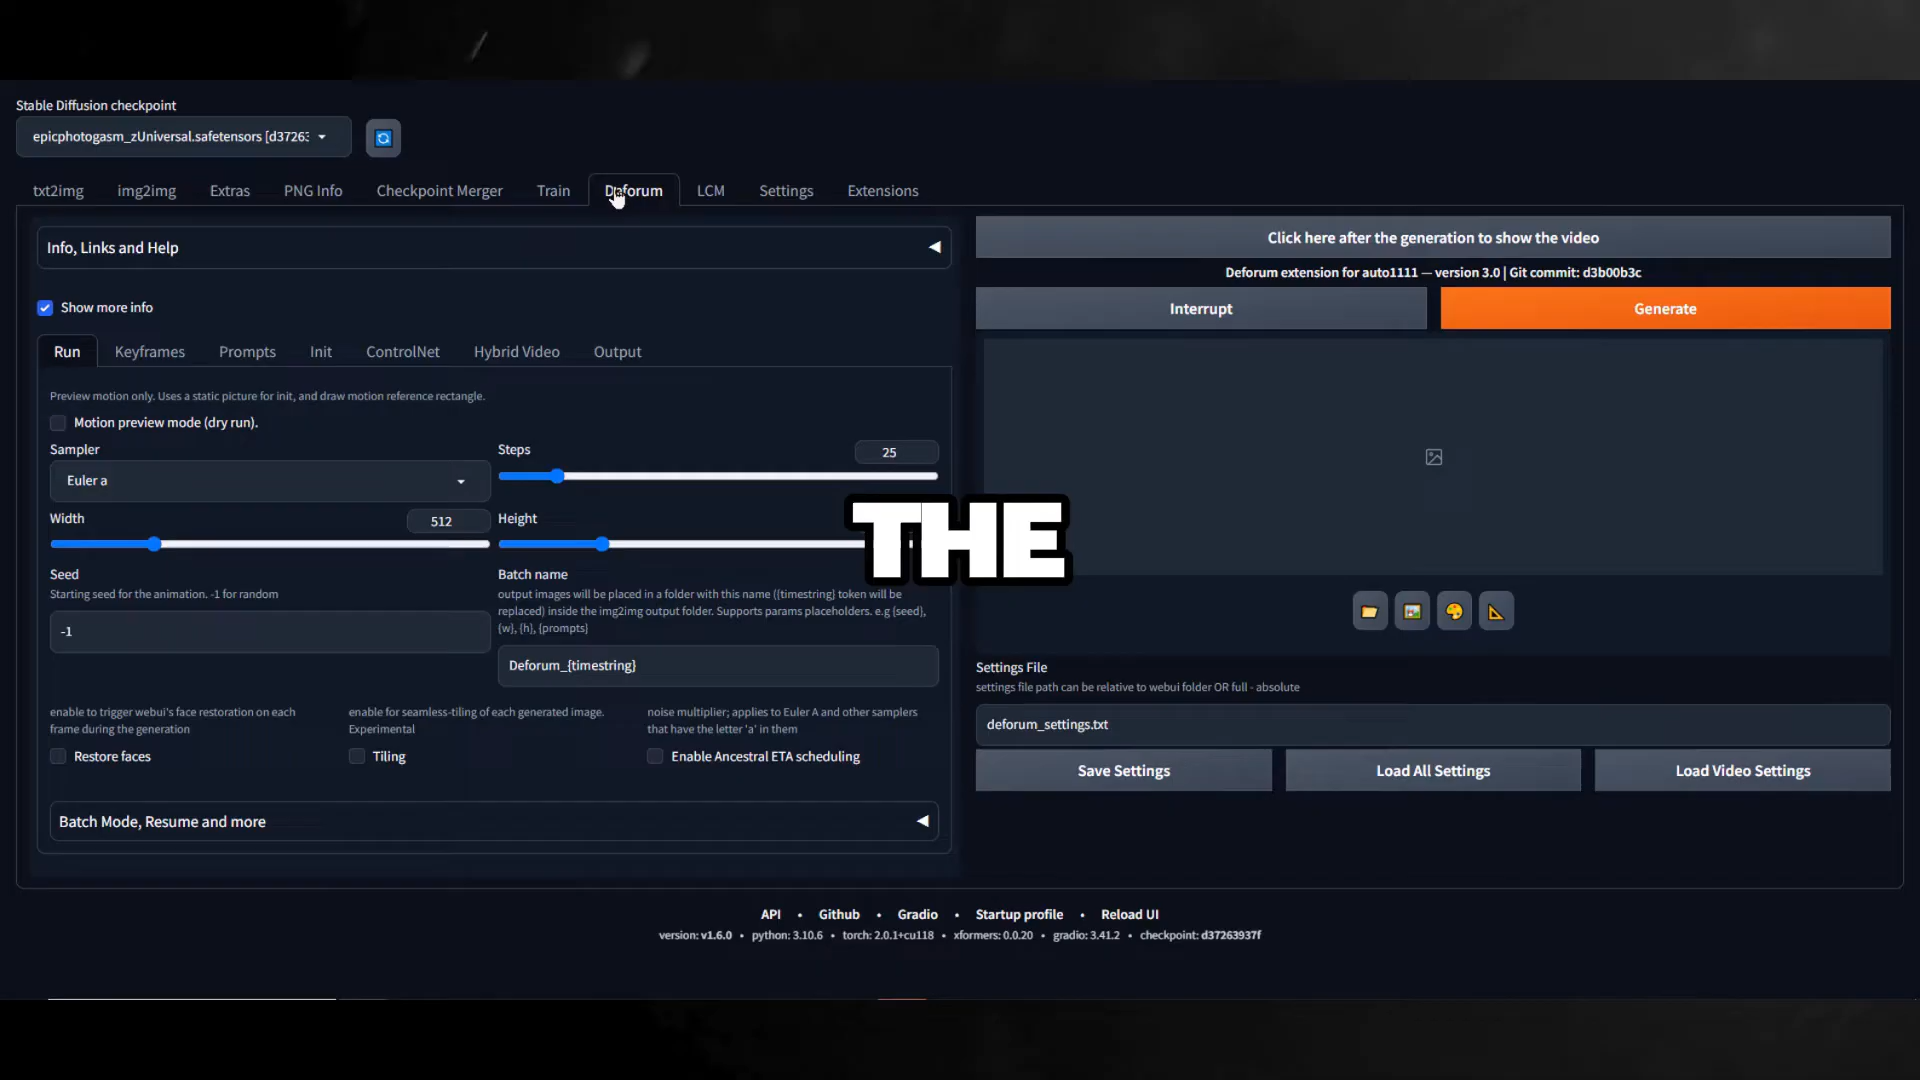 Stable Diffusion checkpoint
epicphotogasm_zUniversal.safetensors [d3726
txt2img img2img Extras PNG Info Checkpoint Merger Train Deforum LCM Settings Extensions
Info, Links and Help
Show more info
Run Keyframes Prompts Init ControlNet Hybrid Video Output
Preview motion only. Uses a static picture for init, and draw motion reference rectangle.
Motion preview mode (dry run).
Sampler
Euler a
Steps
25
Width
512
Height
Seed
Starting seed for the animation. -1 for random
-1
Batch name
output images will be placed in a folder with this name ({timestring} token will be
replaced) inside the img2img output folder. Supports params placeholders. e.g {seed},
{w}, {h}, {prompts}
Deforum_{timestring}
enable to trigger webui's face restoration on each
frame during the generation
Restore faces
enable for seamless-tiling of each generated image.
Experimental
Tiling
noise multiplier; applies to Euler A and other samplers
that have the letter 'a' in them
Enable Ancestral ETA scheduling
Batch Mode, Resume and more
Click here after the generation to show the video
Deforum extension for auto1111 — version 3.0 | Git commit: d3b00b3c
Interrupt
Generate
THE
Settings File
settings file path can be relative to webui folder OR full - absolute
deforum_settings.txt
Save Settings
Load All Settings
Load Video Settings
API • Github • Gradio • Startup profile • Reload UI
version: v1.6.0 • python: 3.10.6 • torch: 2.0.1+cu118 • xformers: 0.0.20 • gradio: 3.41.2 • checkpoint: d37263937f